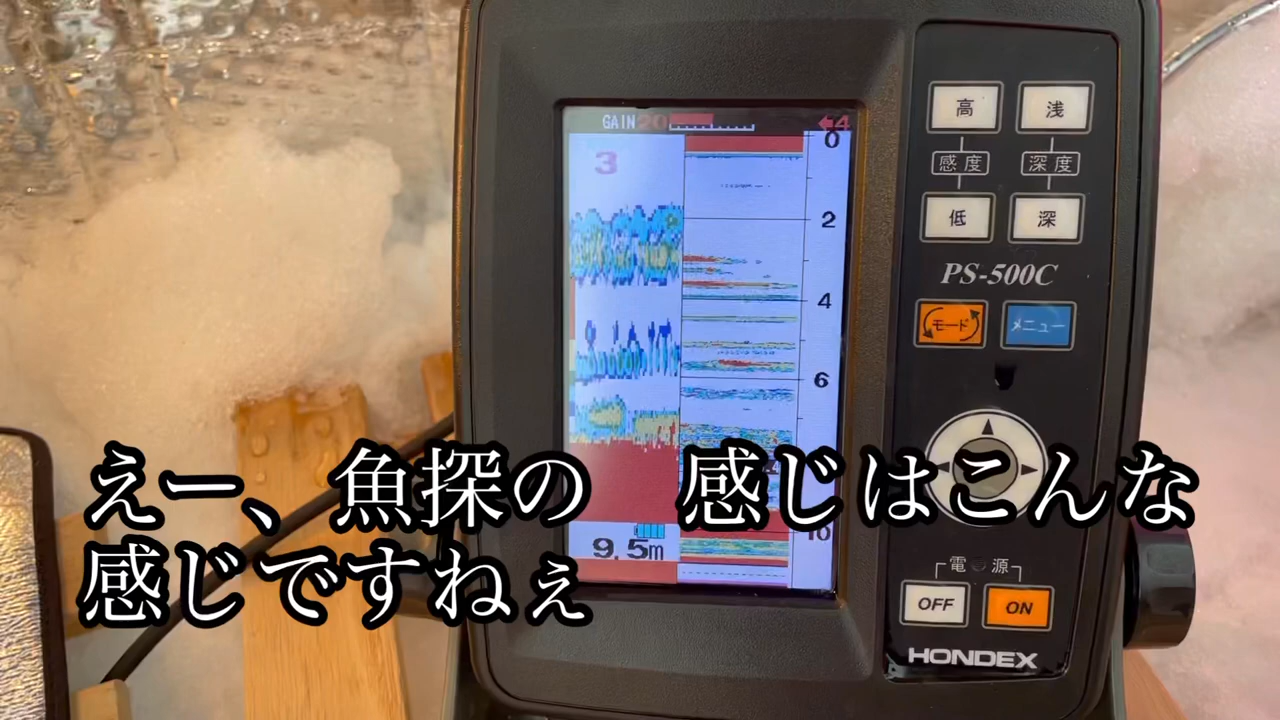 GAIN 20
4
3
0
2
4
6
10
9.5m
高 浅
感度 深度
低 深
PS-500C
モード メニュー
電源
OFF ON
HONDEX
えー、魚探の 感じはこんな
感じですねぇ